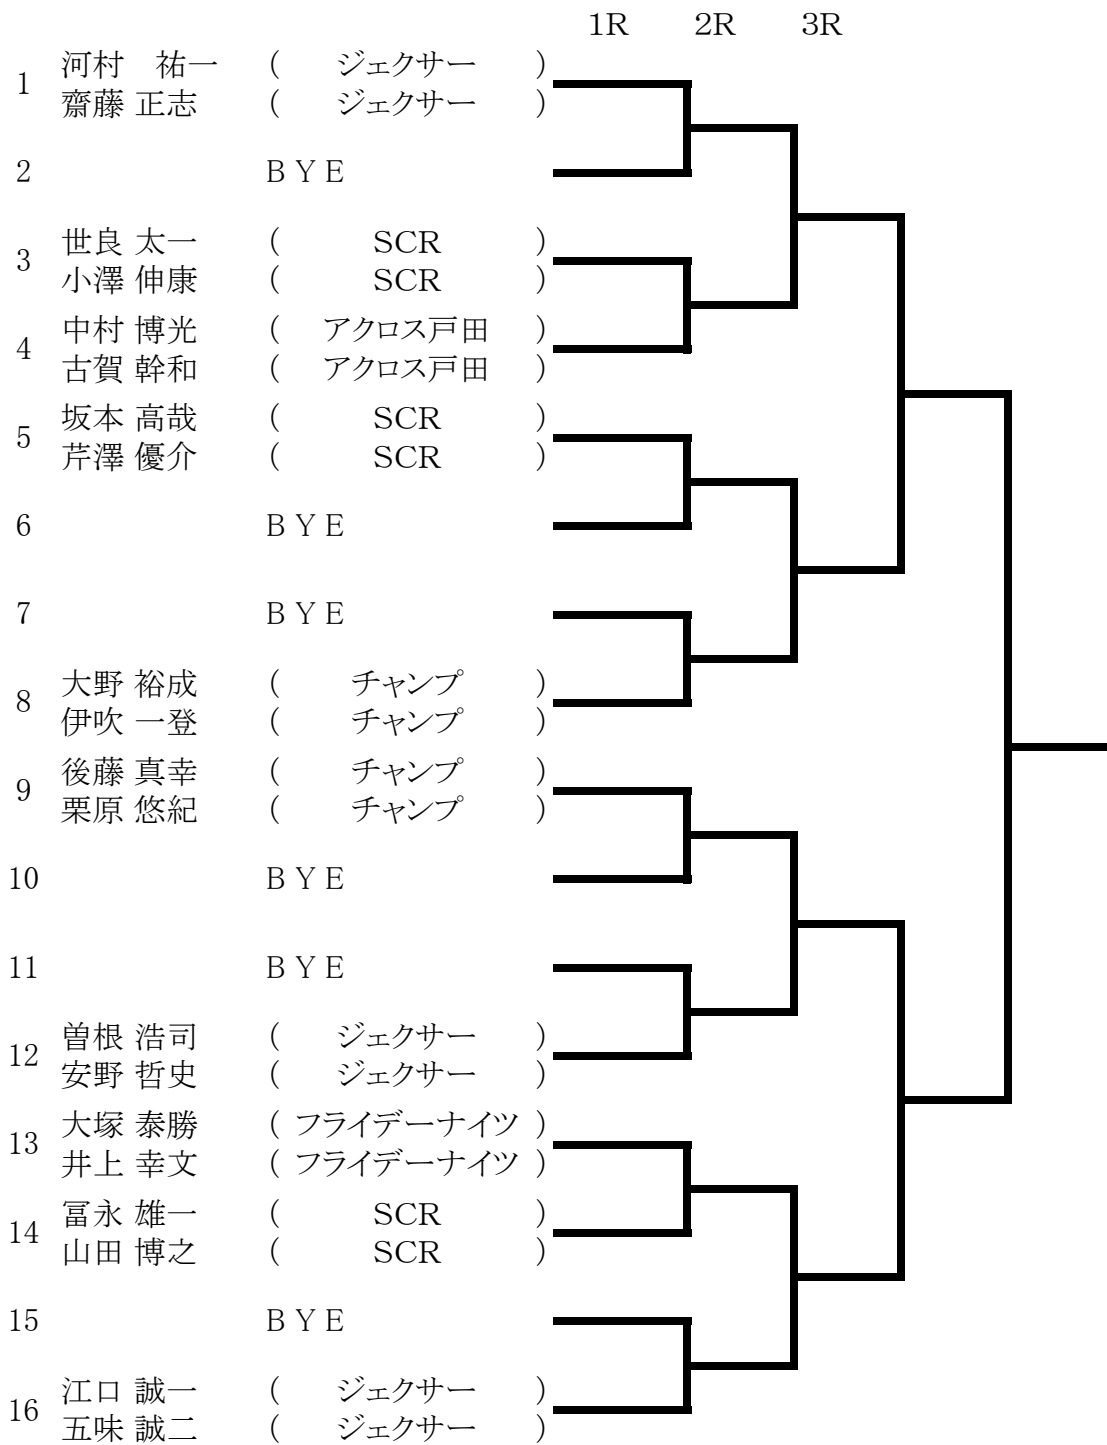 1R 2R 3R
1 河村 祐一 ( ジェクサー )
齋藤 正志 ( ジェクサー )
2 BYE
3 世良 太一 ( SCR )
小澤 伸康 ( SCR )
4 中村 博光 ( アクロス戸田 )
古賀 幹和 ( アクロス戸田 )
5 坂本 高哉 ( SCR )
芹澤 優介 ( SCR )
6 BYE
7 BYE
8 大野 裕成 ( チャンプ )
伊吹 一登 ( チャンプ )
9 後藤 真幸 ( チャンプ )
栗原 悠紀 ( チャンプ )
10 BYE
11 BYE
12 曽根 浩司 ( ジェクサー )
安野 哲史 ( ジェクサー )
13 大塚 泰勝 ( フライデーナイツ )
井上 幸文 ( フライデーナイツ )
14 冨永 雄一 ( SCR )
山田 博之 ( SCR )
15 BYE
16 江口 誠一 ( ジェクサー )
五味 誠二 ( ジェクサー )